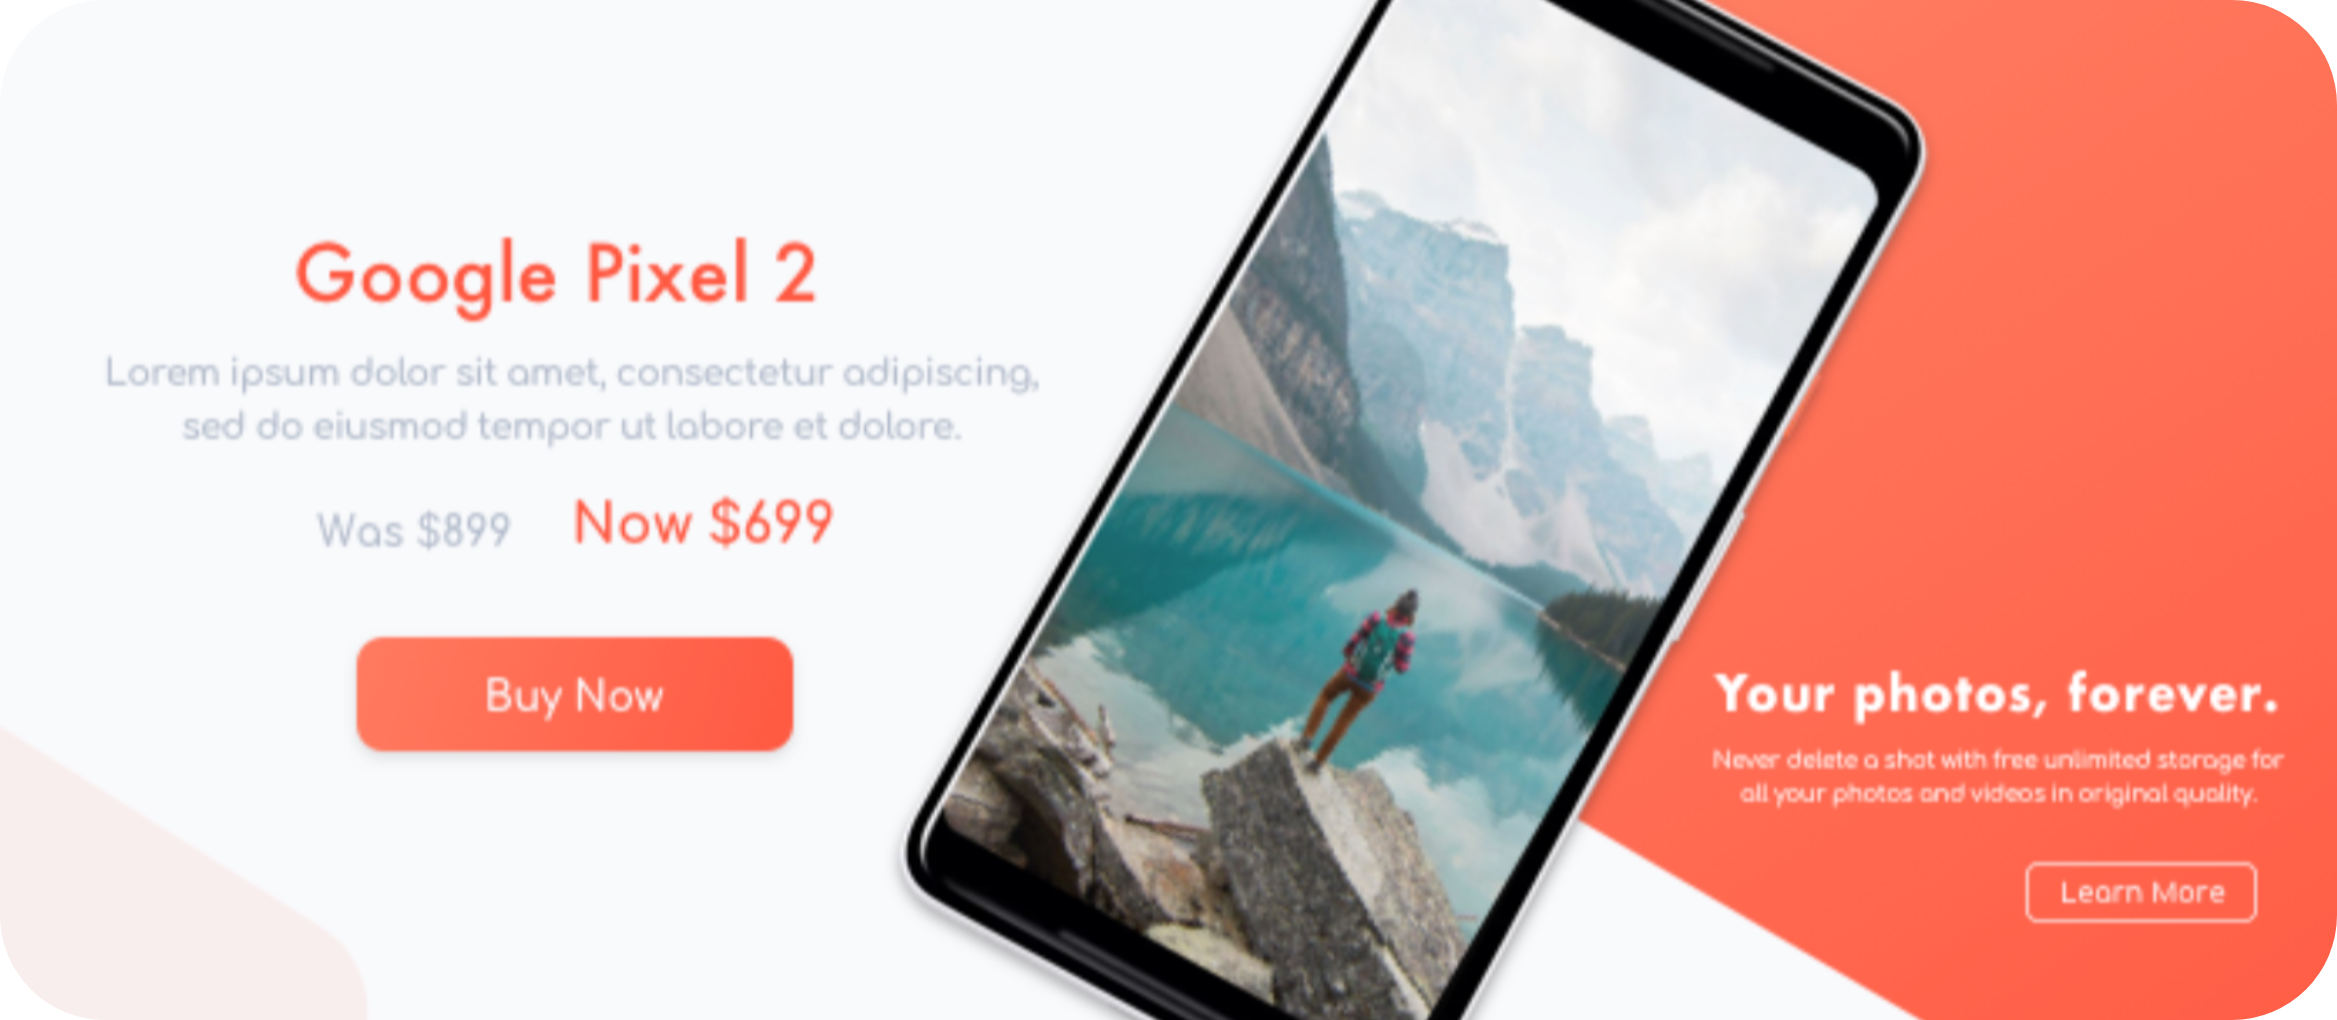 Google Pixel 2
Lorem ipsum dolor sit amet, consectetur adipiscing,
sed do eiusmod tempor ut labore et dolore.
Was $899 Now $699
Buy Now
Your photos, forever.
Never delete a shot with free unlimited storage for
all your photos and videos in original quality.
Learn More